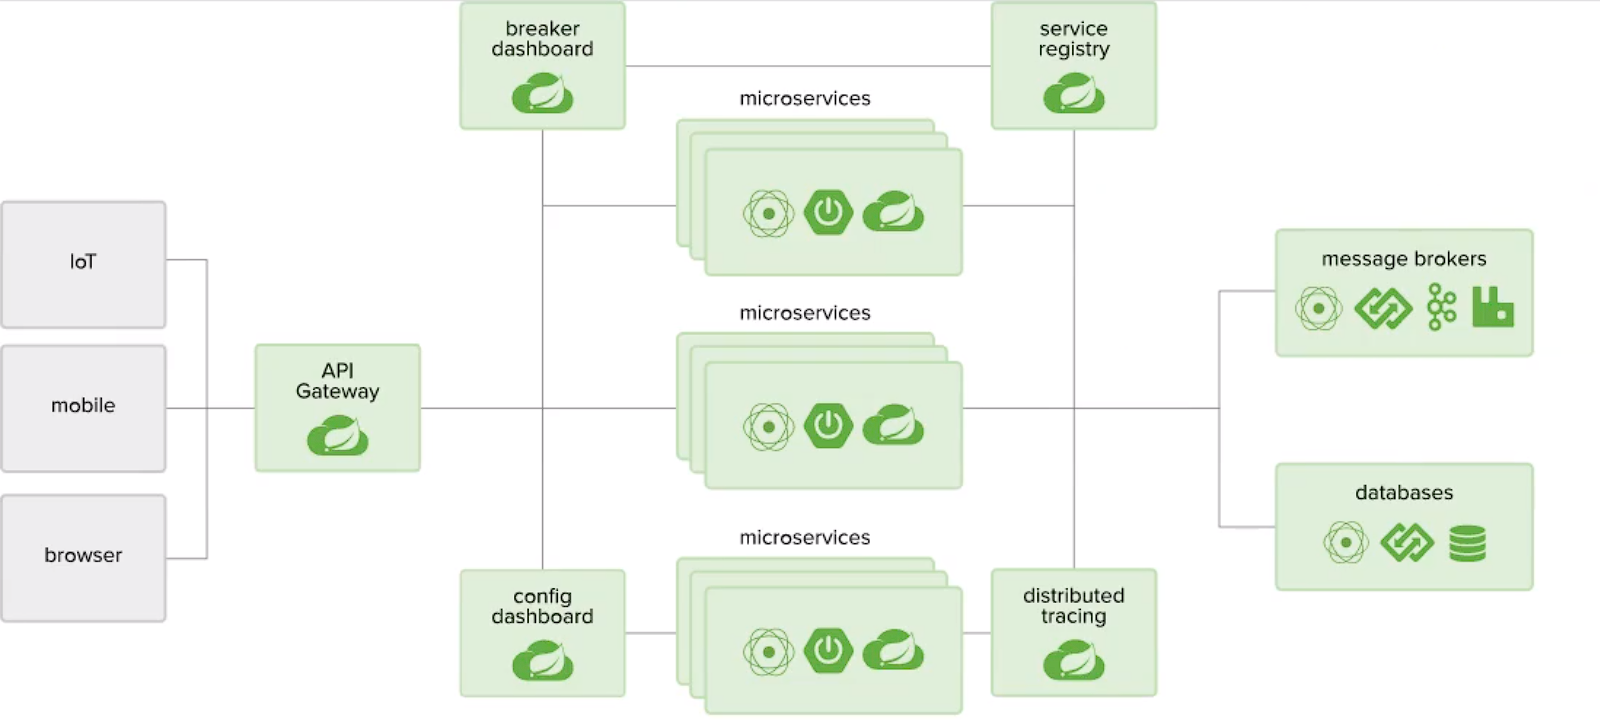 breaker
dashboard
service
registry
microservices
IoT
mobile
browser
API
Gateway
microservices
message brokers
databases
microservices
config
dashboard
distributed
tracing